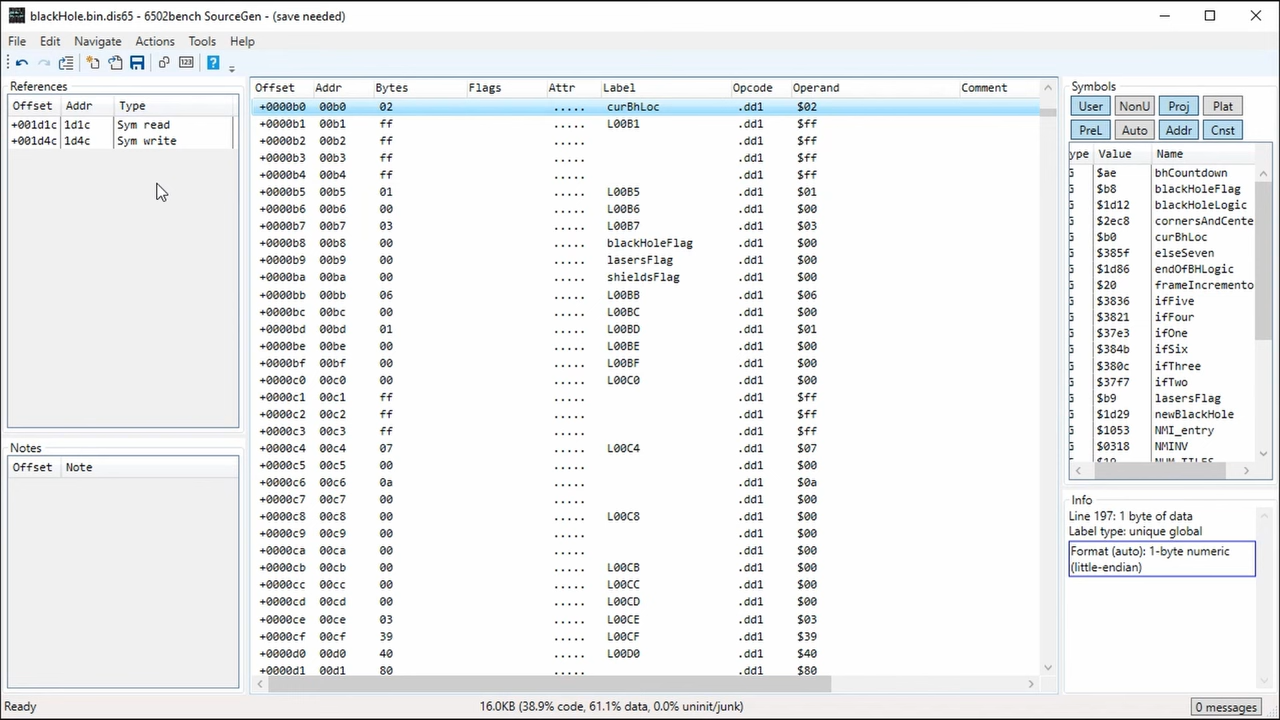 blackHole.bin.dis65 - 6502bench SourceGen - (save needed)
File Edit Navigate Actions Tools Help
References
Offset Addr Type
+001d1c 1d1c Sym read
+001d4c 1d4c Sym write
Notes
Offset Note
Offset Addr Bytes Flags Attr Label Opcode Operand Comment
+0000b0 00b0 02 ..... curBhLoc .dd1 $02
+0000b1 00b1 ff ..... L00B1 .dd1 $ff
+0000b2 00b2 ff ..... .dd1 $ff
+0000b3 00b3 ff ..... .dd1 $ff
+0000b4 00b4 ff ..... .dd1 $ff
+0000b5 00b5 01 ..... L00B5 .dd1 $01
+0000b6 00b6 00 ..... L00B6 .dd1 $00
+0000b7 00b7 03 ..... L00B7 .dd1 $03
+0000b8 00b8 00 ..... blackHoleFlag .dd1 $00
+0000b9 00b9 00 ..... lasersFlag .dd1 $00
+0000ba 00ba 00 ..... shieldsFlag .dd1 $00
+0000bb 00bb 06 ..... L00BB .dd1 $06
+0000bc 00bc 00 ..... L00BC .dd1 $00
+0000bd 00bd 01 ..... L00BD .dd1 $01
+0000be 00be 00 ..... L00BE .dd1 $00
+0000bf 00bf 00 ..... L00BF .dd1 $00
+0000c0 00c0 00 ..... L00C0 .dd1 $00
+0000c1 00c1 ff ..... .dd1 $ff
+0000c2 00c2 ff ..... .dd1 $ff
+0000c3 00c3 ff ..... .dd1 $ff
+0000c4 00c4 07 ..... L00C4 .dd1 $07
+0000c5 00c5 00 ..... .dd1 $00
+0000c6 00c6 0a ..... .dd1 $0a
+0000c7 00c7 00 ..... .dd1 $00
+0000c8 00c8 00 ..... L00C8 .dd1 $00
+0000c9 00c9 00 ..... .dd1 $00
+0000ca 00ca 00 ..... .dd1 $00
+0000cb 00cb 00 ..... L00CB .dd1 $00
+0000cc 00cc 00 ..... L00CC .dd1 $00
+0000cd 00cd 00 ..... L00CD .dd1 $00
+0000ce 00ce 03 ..... L00CE .dd1 $03
+0000cf 00cf 39 ..... L00CF .dd1 $39
+0000d0 00d0 40 ..... L00D0 .dd1 $40
+0000d1 00d1 80 ..... .dd1 $80
Symbols
User NonU Proj Plat
PreL Auto Addr Cnst
ype Value Name
G $ae bhCountdown
G $b8 blackHoleFlag
G $1d12 blackHoleLogic
G $2ec8 cornersAndCente
G $b0 curBhLoc
G $385f elseSeven
G $1d86 endOfBHLogic
G $20 frameIncremento
G $3836 ifFive
G $3821 ifFour
G $37e3 ifOne
G $384b ifSix
G $380c ifThree
G $37f7 ifTwo
G $b9 lasersFlag
G $1d29 newBlackHole
G $1053 NMI_entry
G $0318 NMINV
G $19 NUM_TILES
Info
Line 197: 1 byte of data
Label type: unique global
Format (auto): 1-byte numeric
(little-endian)
Ready 16.0KB (38.9% code, 61.1% data, 0.0% uninit/junk) 0 messages